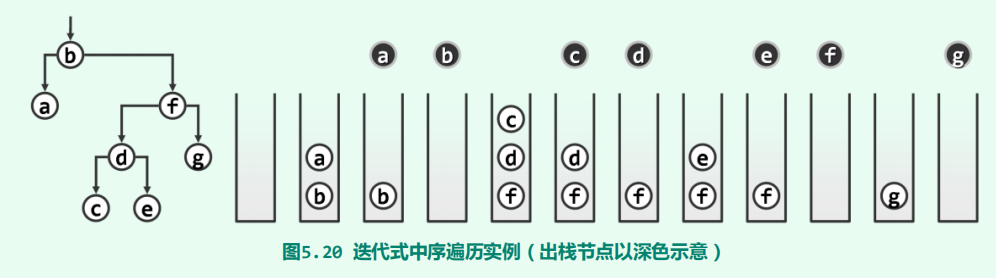 a b c d e f g
b
a f
c
a d d e
d g
b b f f f f f g
c e
图5.20 迭代式中序遍历实例（出栈节点以深色示意）